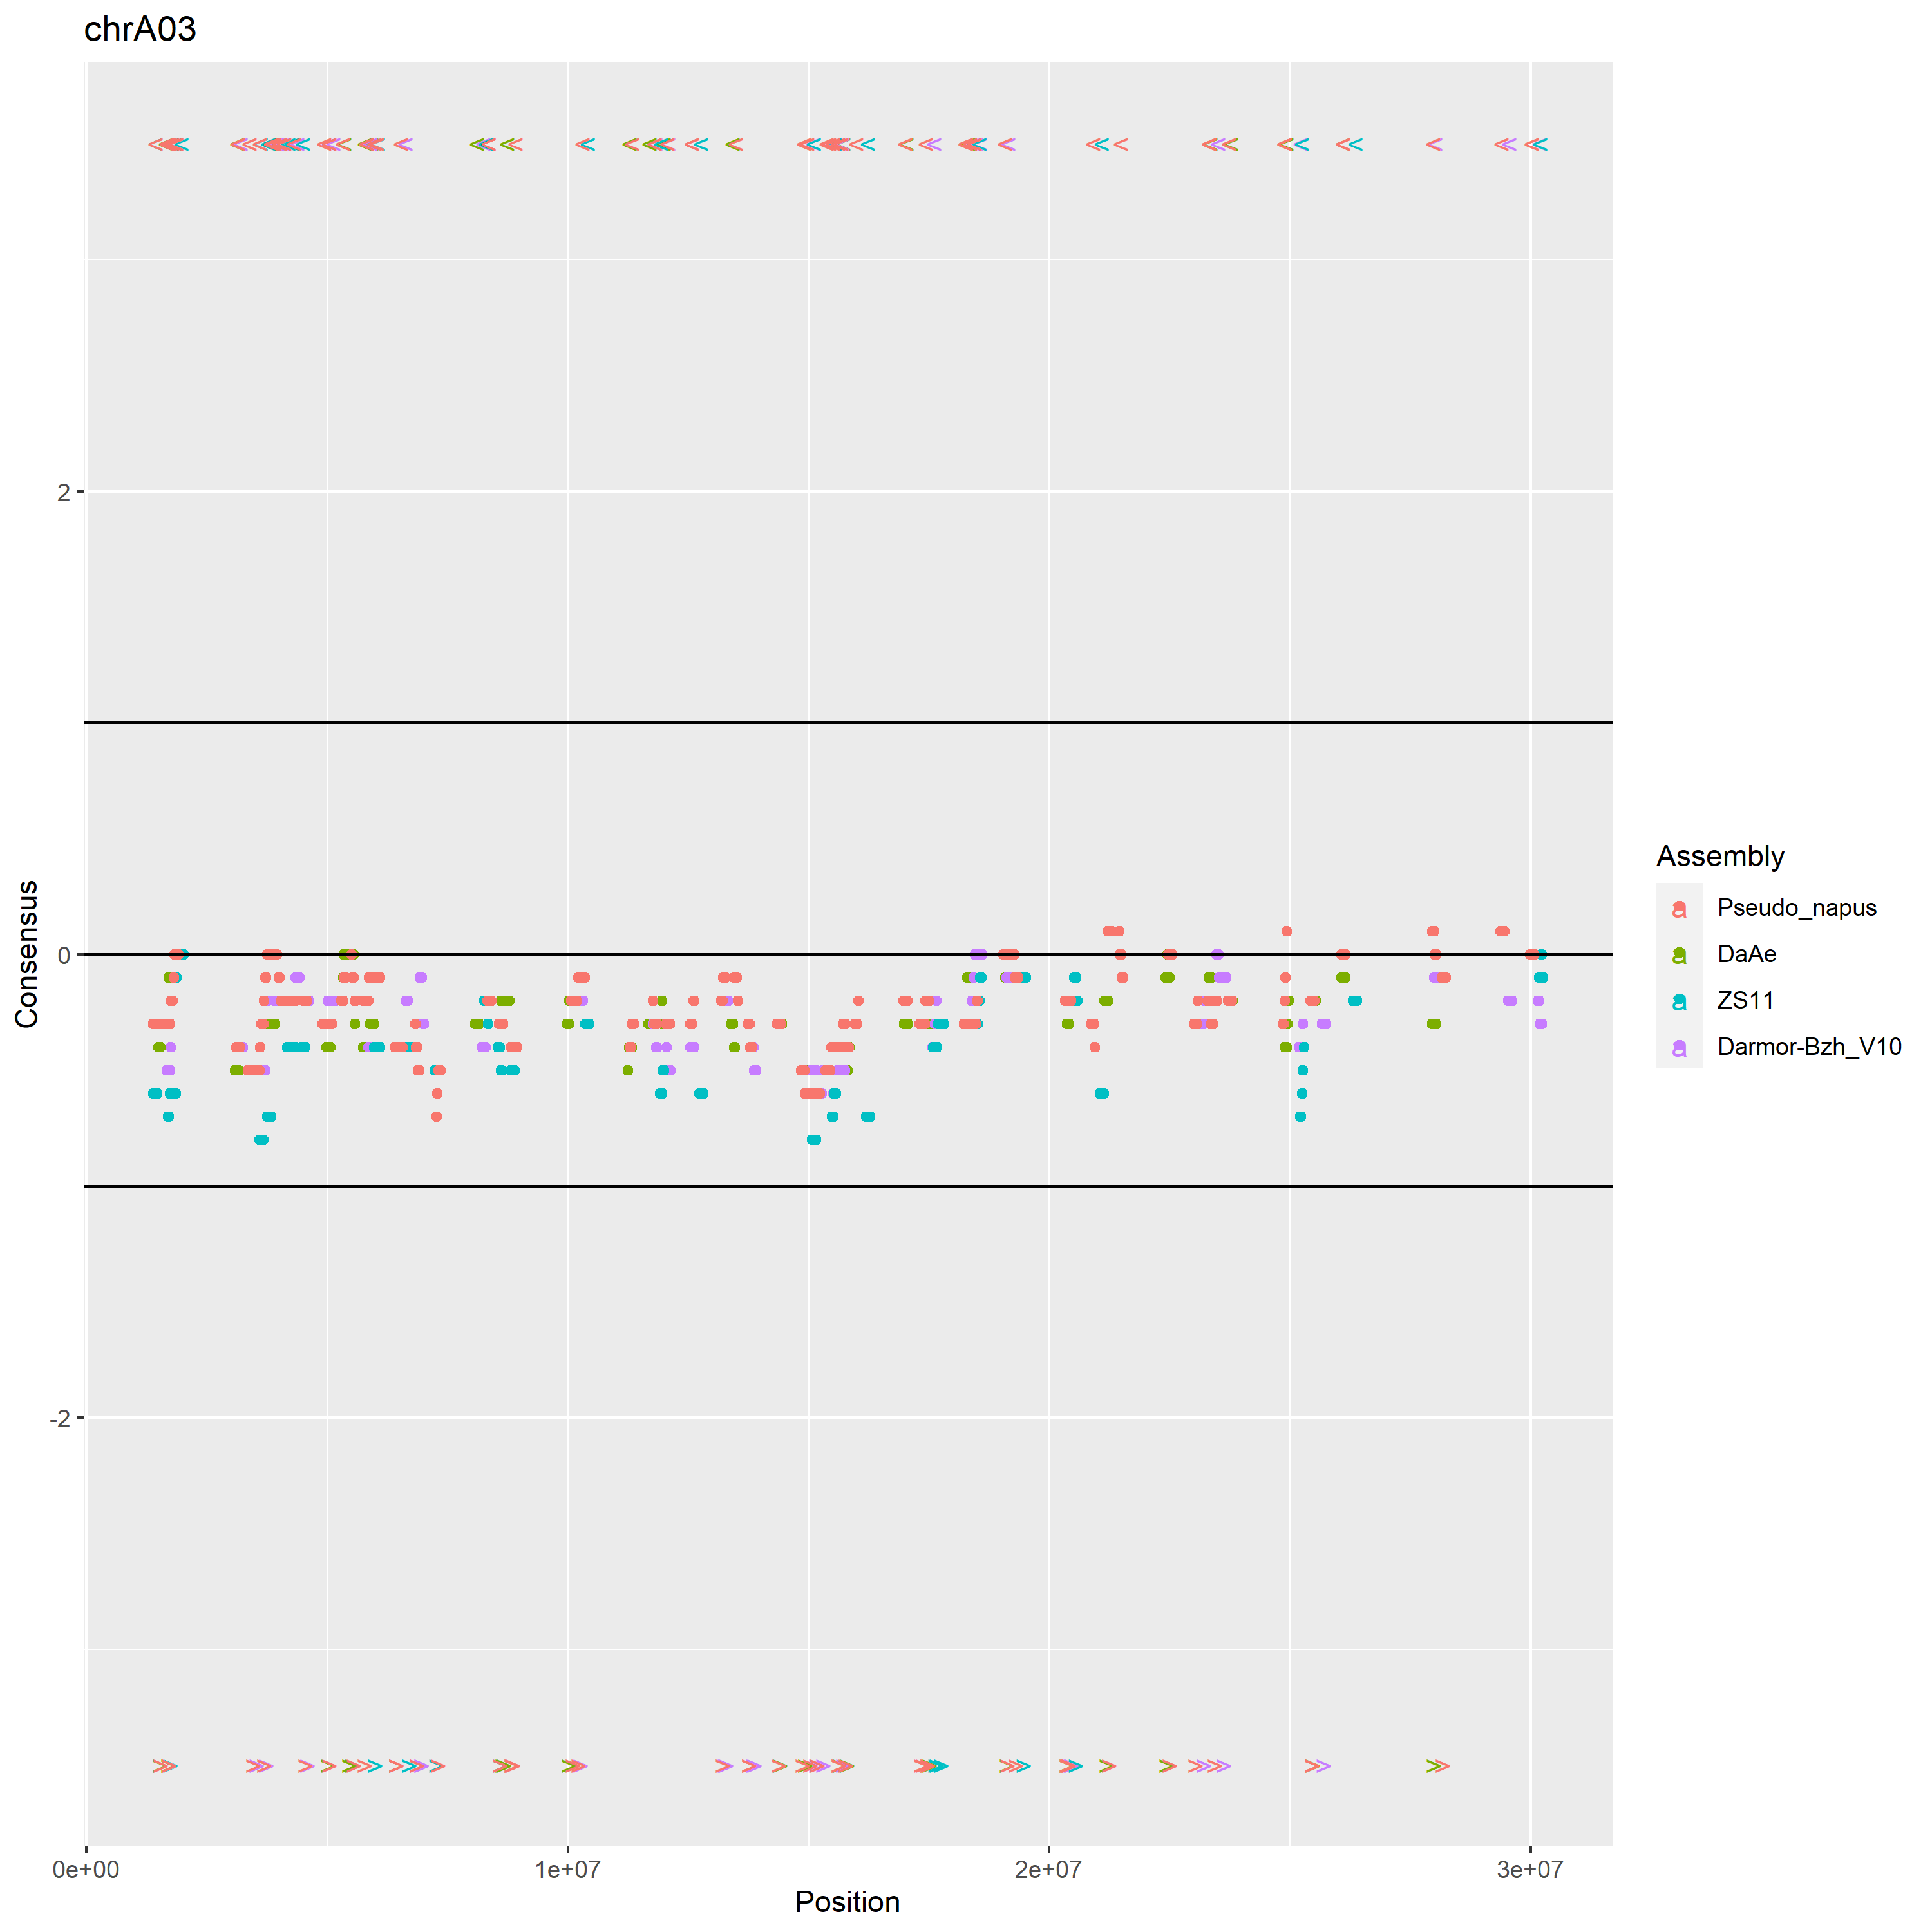 chrA03
Consensus
2
0
-2
0e+00
1e+07
2e+07
3e+07
Position
Assembly
a Pseudo_napus
a DaAe
a ZS11
a Darmor-Bzh_V10